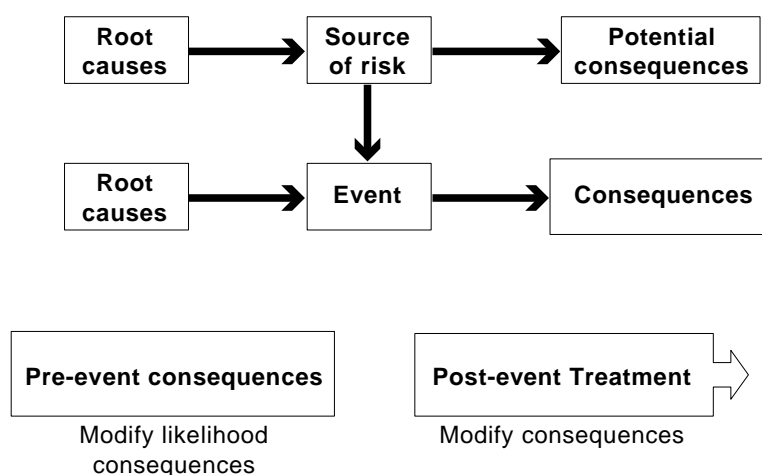 Root
causes
Source
of risk
Potential
consequences
Root
causes
Event
Consequences
Pre-event consequences
Post-event Treatment
Modify likelihood
consequences
Modify consequences